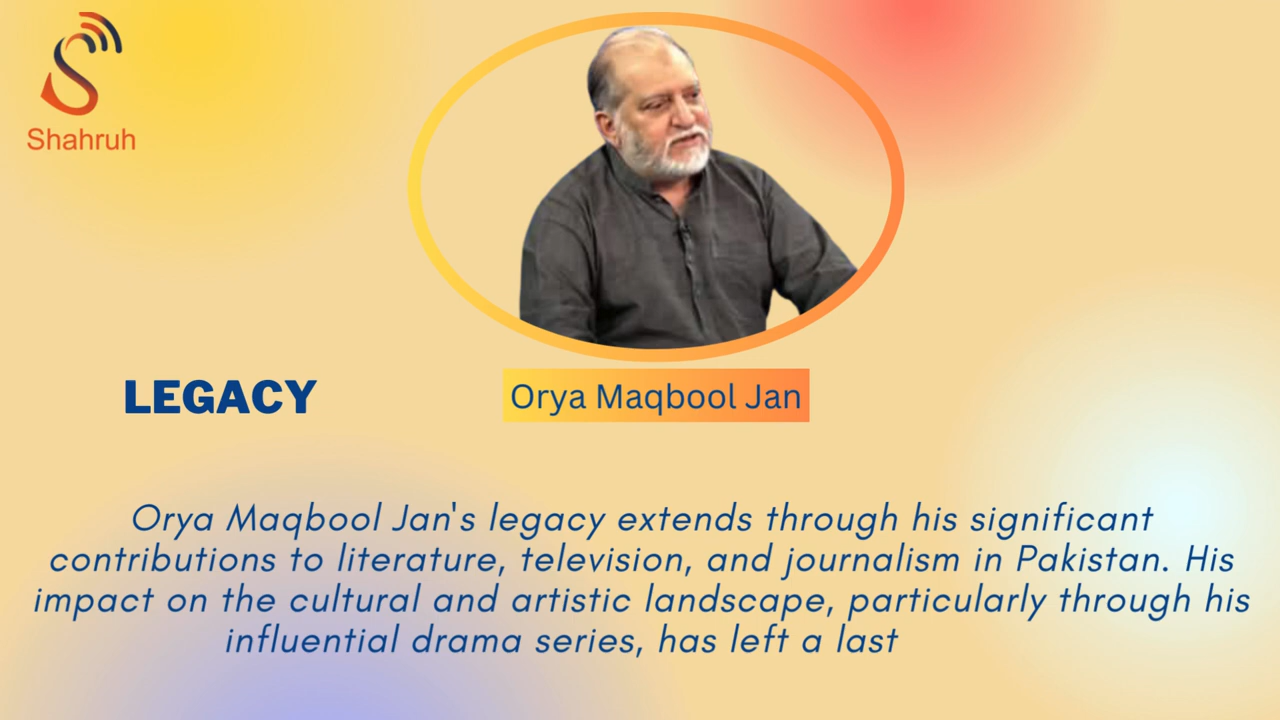 Shahruh
Orya Maqbool Jan
LEGACY
Orya Maqbool Jan's legacy extends through his significant
contributions to literature, television, and journalism in Pakistan. His
impact on the cultural and artistic landscape, particularly through his
influential drama series, has left a last